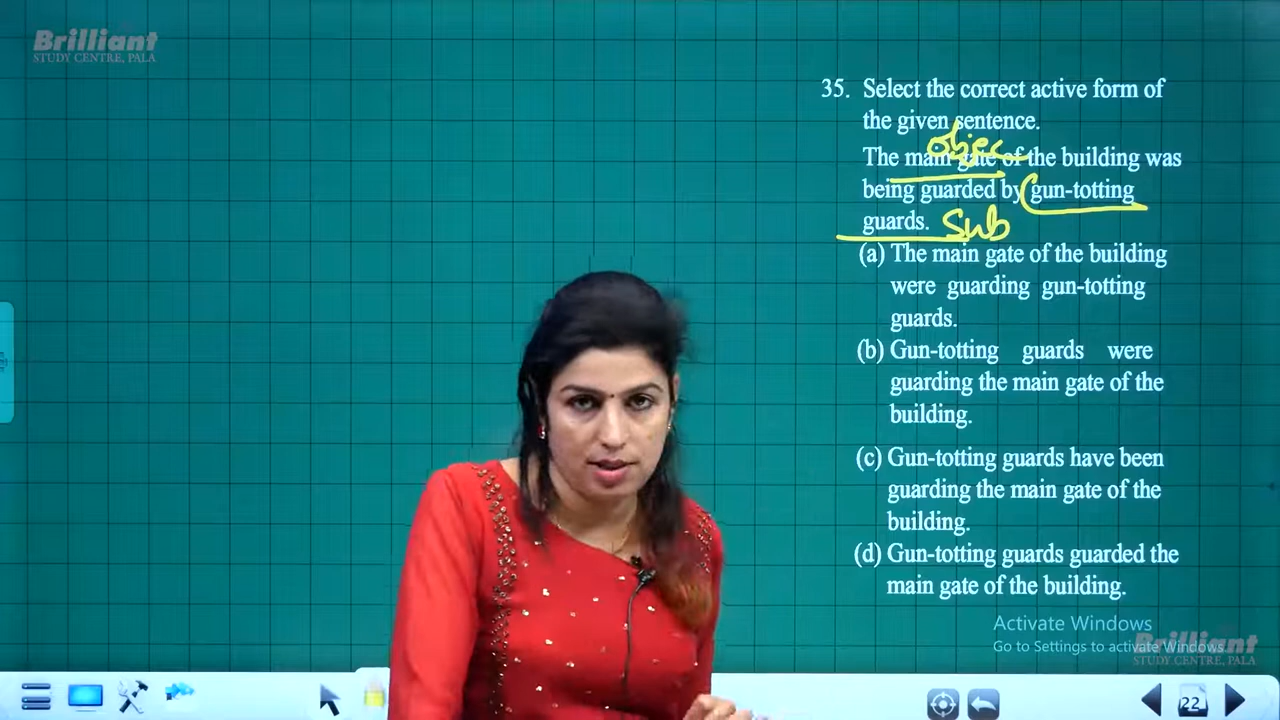 Brilliant
STUDY CENTRE, PALA
35. Select the correct active form of
the given sentence.
objec
The main gate of the building was
being guarded by gun-totting
guards. Sub
(a) The main gate of the building
were guarding gun-totting
guards.
(b) Gun-totting guards were
guarding the main gate of the
building.
(c) Gun-totting guards have been
guarding the main gate of the
building.
(d) Gun-totting guards guarded the
main gate of the building.
Activate Windows
Go to Settings to activate Windows.
Brilliant
STUDY CENTRE, PALA
22